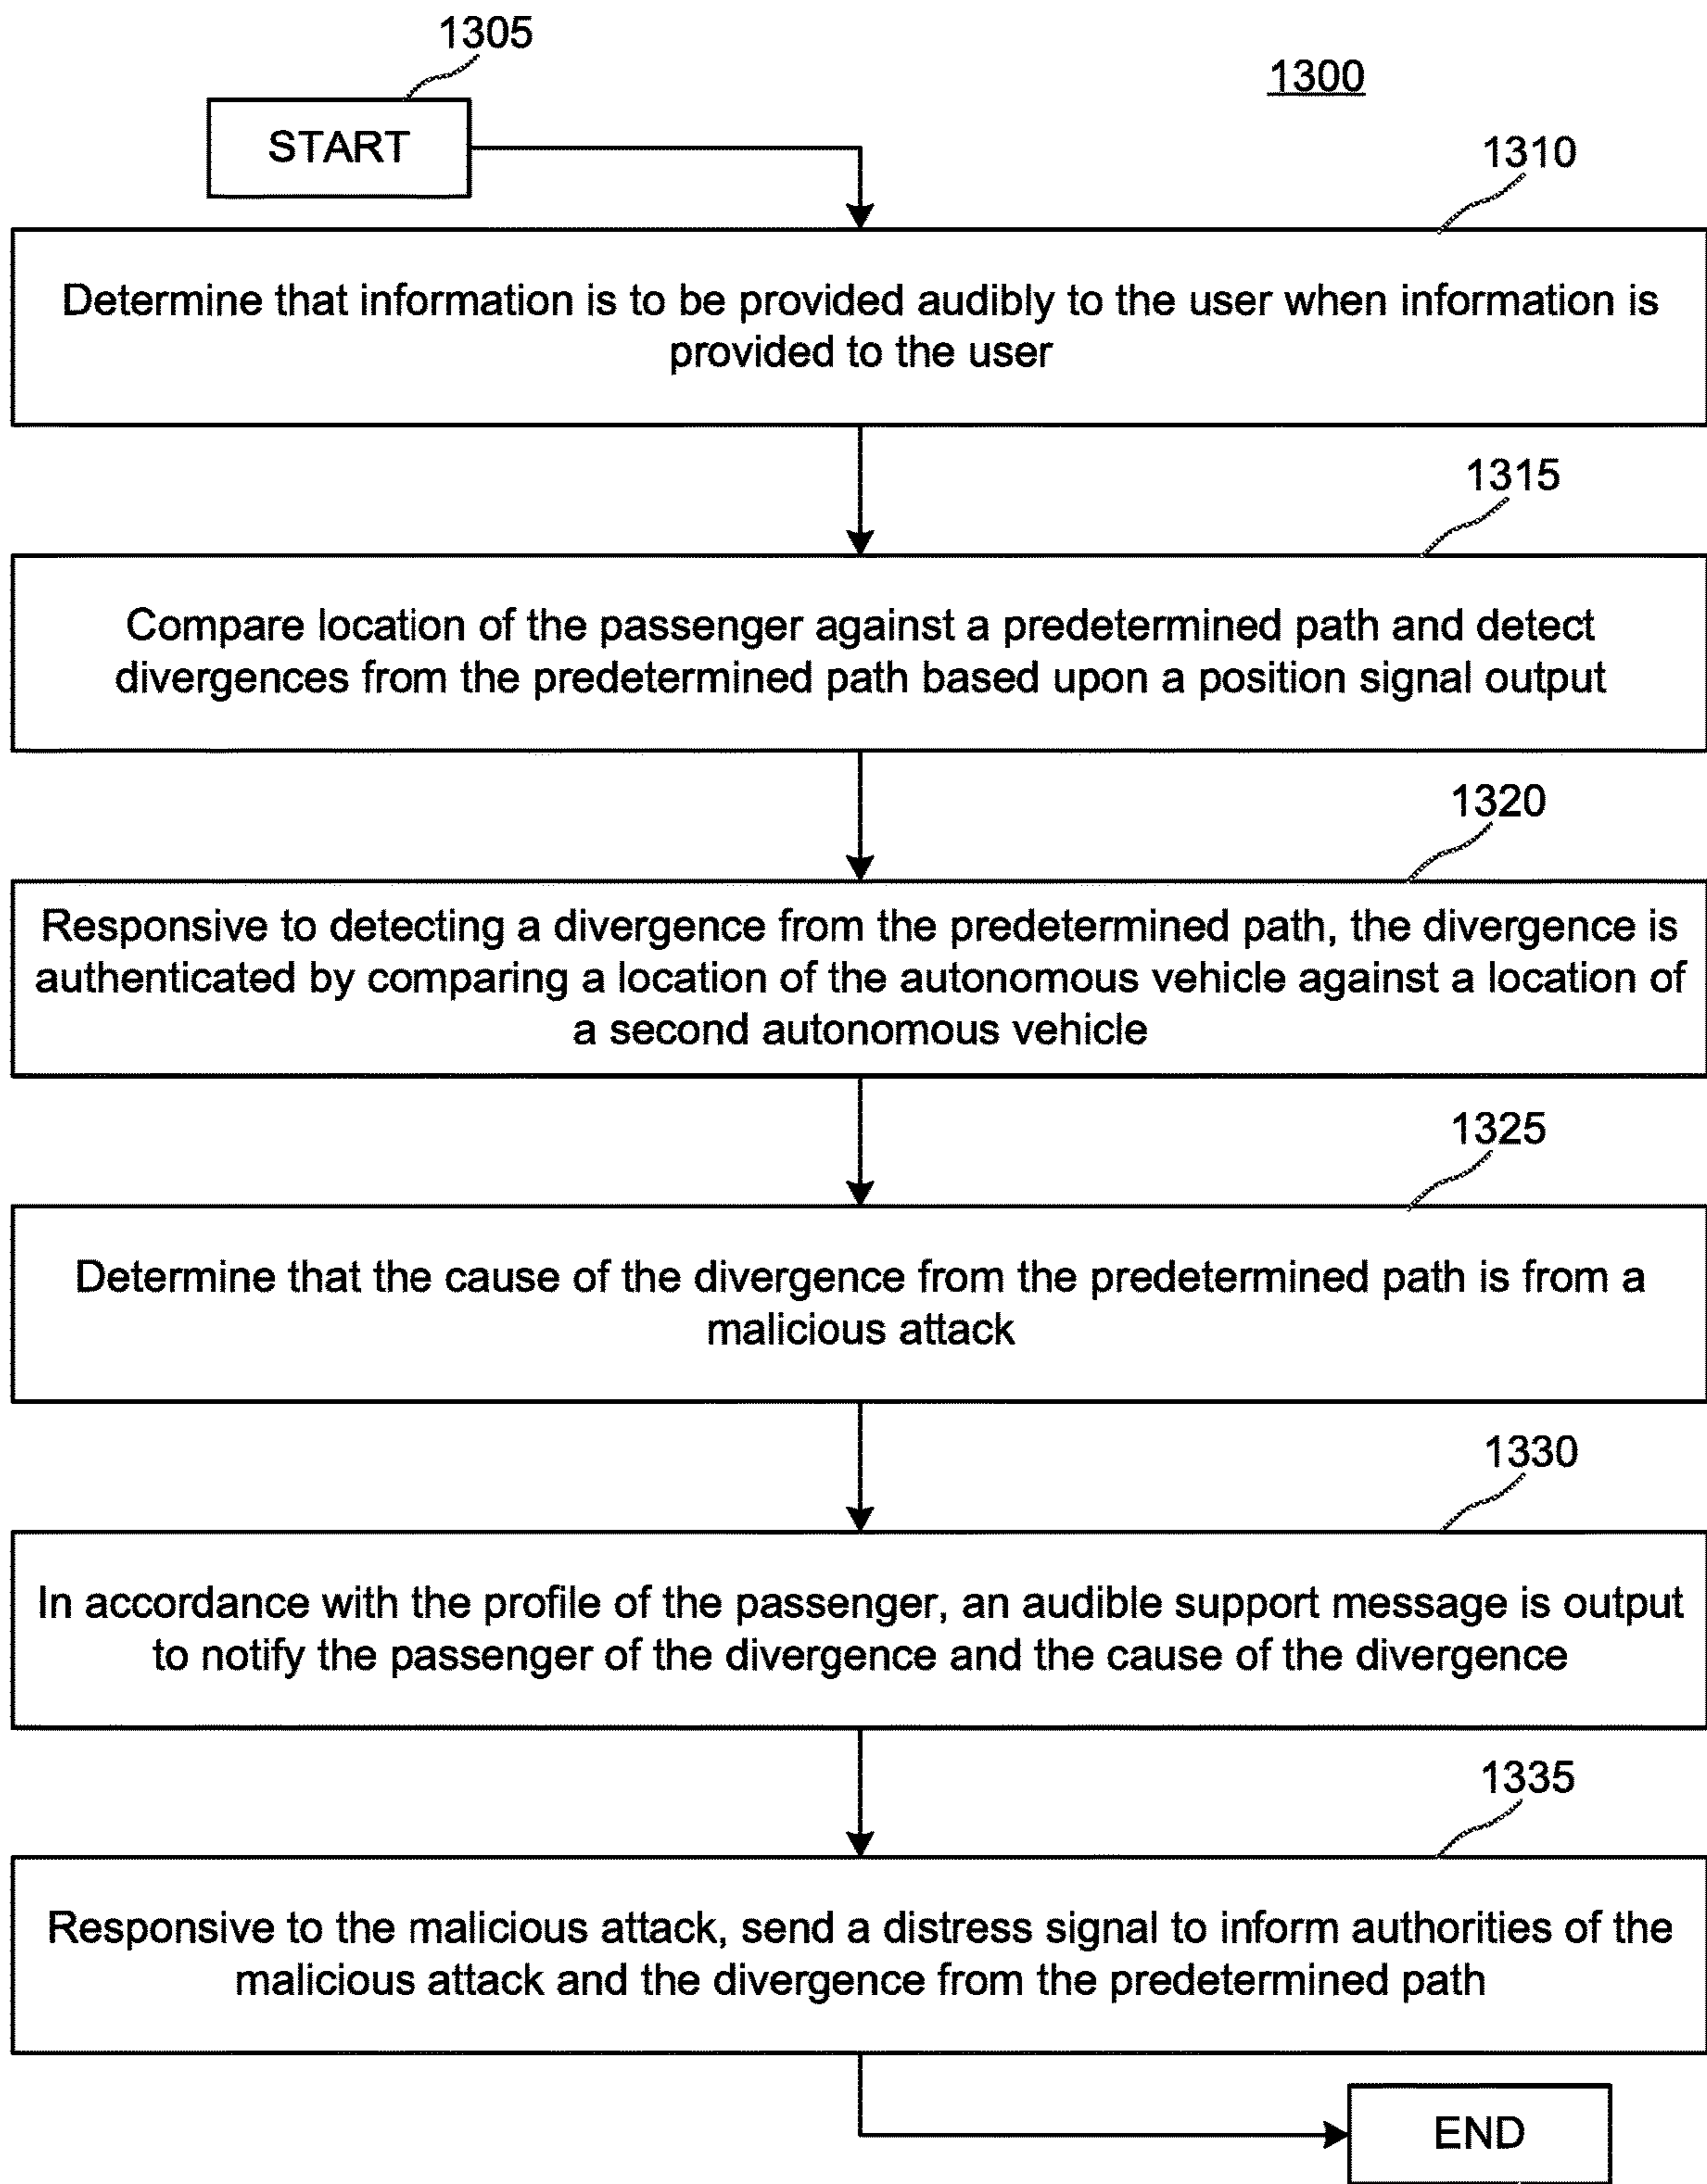 1305
1300
START
1310
Determine that information is to be provided audibly to the user when information is
provided to the user
1315
Compare location of the passenger against a predetermined path and detect
divergences from the predetermined path based upon a position signal output
1320
Responsive to detecting a divergence from the predetermined path, the divergence is
authenticated by comparing a location of the autonomous vehicle against a location of
a second autonomous vehicle
1325
Determine that the cause of the divergence from the predetermined path is from a
malicious attack
1330
In accordance with the profile of the passenger, an audible support message is output
to notify the passenger of the divergence and the cause of the divergence
1335
Responsive to the malicious attack, send a distress signal to inform authorities of the
malicious attack and the divergence from the predetermined path
END